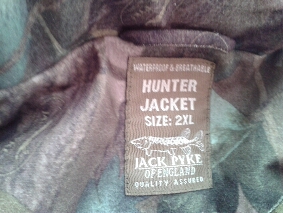 WATERPROOF & BREATHABLE
HUNTER
JACKET
SIZE: 2XL
JACK PYKE
OF ENGLAND
QUALITY ASSURED